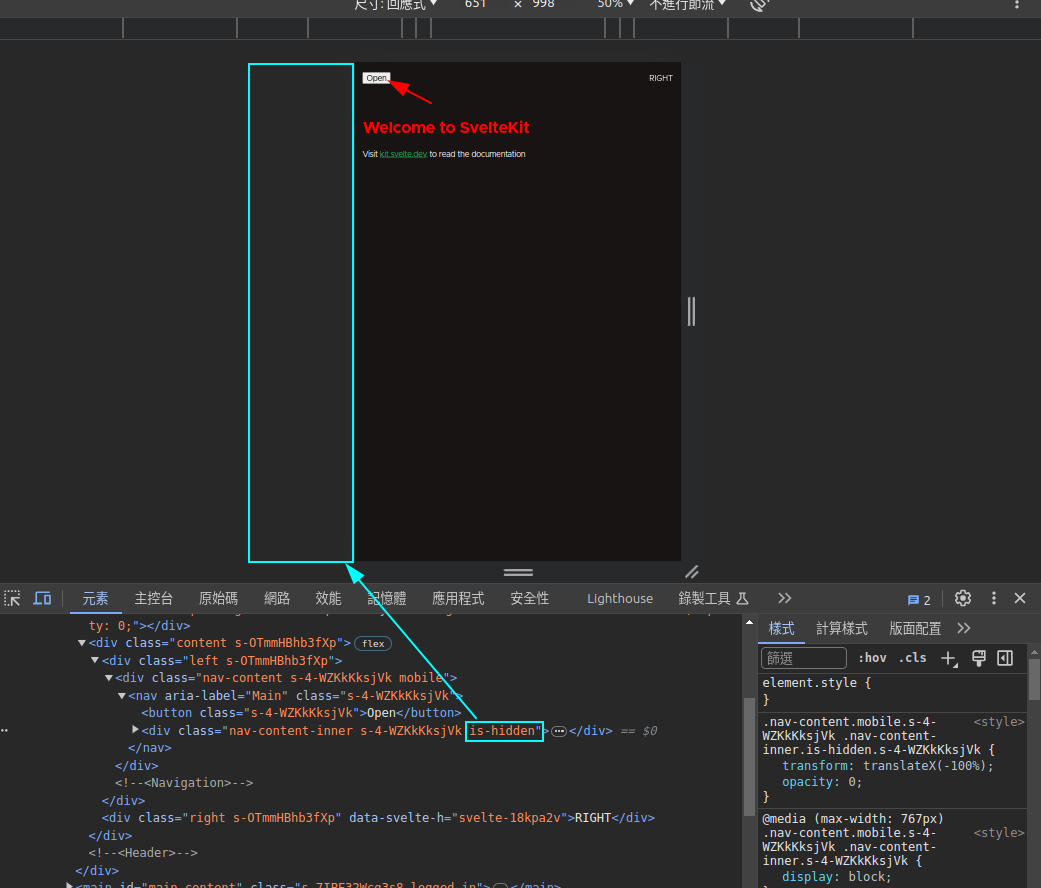 尺寸: 回應式 ▼ 651 × 998 50% ▼ 不進行節流 ▼
Open RIGHT
Welcome to SvelteKit
Visit kit.svelte.dev to read the documentation
元素 主控台 原始碼 網路 效能 記憶體 應用程式 安全性 Lighthouse 錄製工具 2
ty: 0;"></div>
<div class="content s-OTmmHBhb3fXp"> flex
<div class="left s-OTmmHBhb3fXp">
<div class="nav-content s-4-WZKkKksjVk mobile">
<nav aria-label="Main" class="s-4-WZKkKksjVk">
<button class="s-4-WZKkKksjVk">Open</button>
<div class="nav-content-inner s-4-WZKkKksjVk is-hidden">…</div> == $0
</nav>
</div>
<!--<Navigation>-->
</div>
<div class="right s-OTmmHBhb3fXp" data-svelte-h="svelte-18kpa2v">RIGHT</div>
</div>
<!--<Header>-->
</div>
樣式 計算樣式 版面配置
篩選 :hov .cls
element.style {
}
.nav-content.mobile.s-4- <style>
WZKkKksjVk .nav-content-
inner.is-hidden.s-4-WZKkKksjVk {
transform: translateX(-100%);
opacity: 0;
}
@media (max-width: 767px)
.nav-content.mobile.s-4- <style>
WZKkKksjVk .nav-content-
inner.s-4-WZKkKksjVk {
display: block;